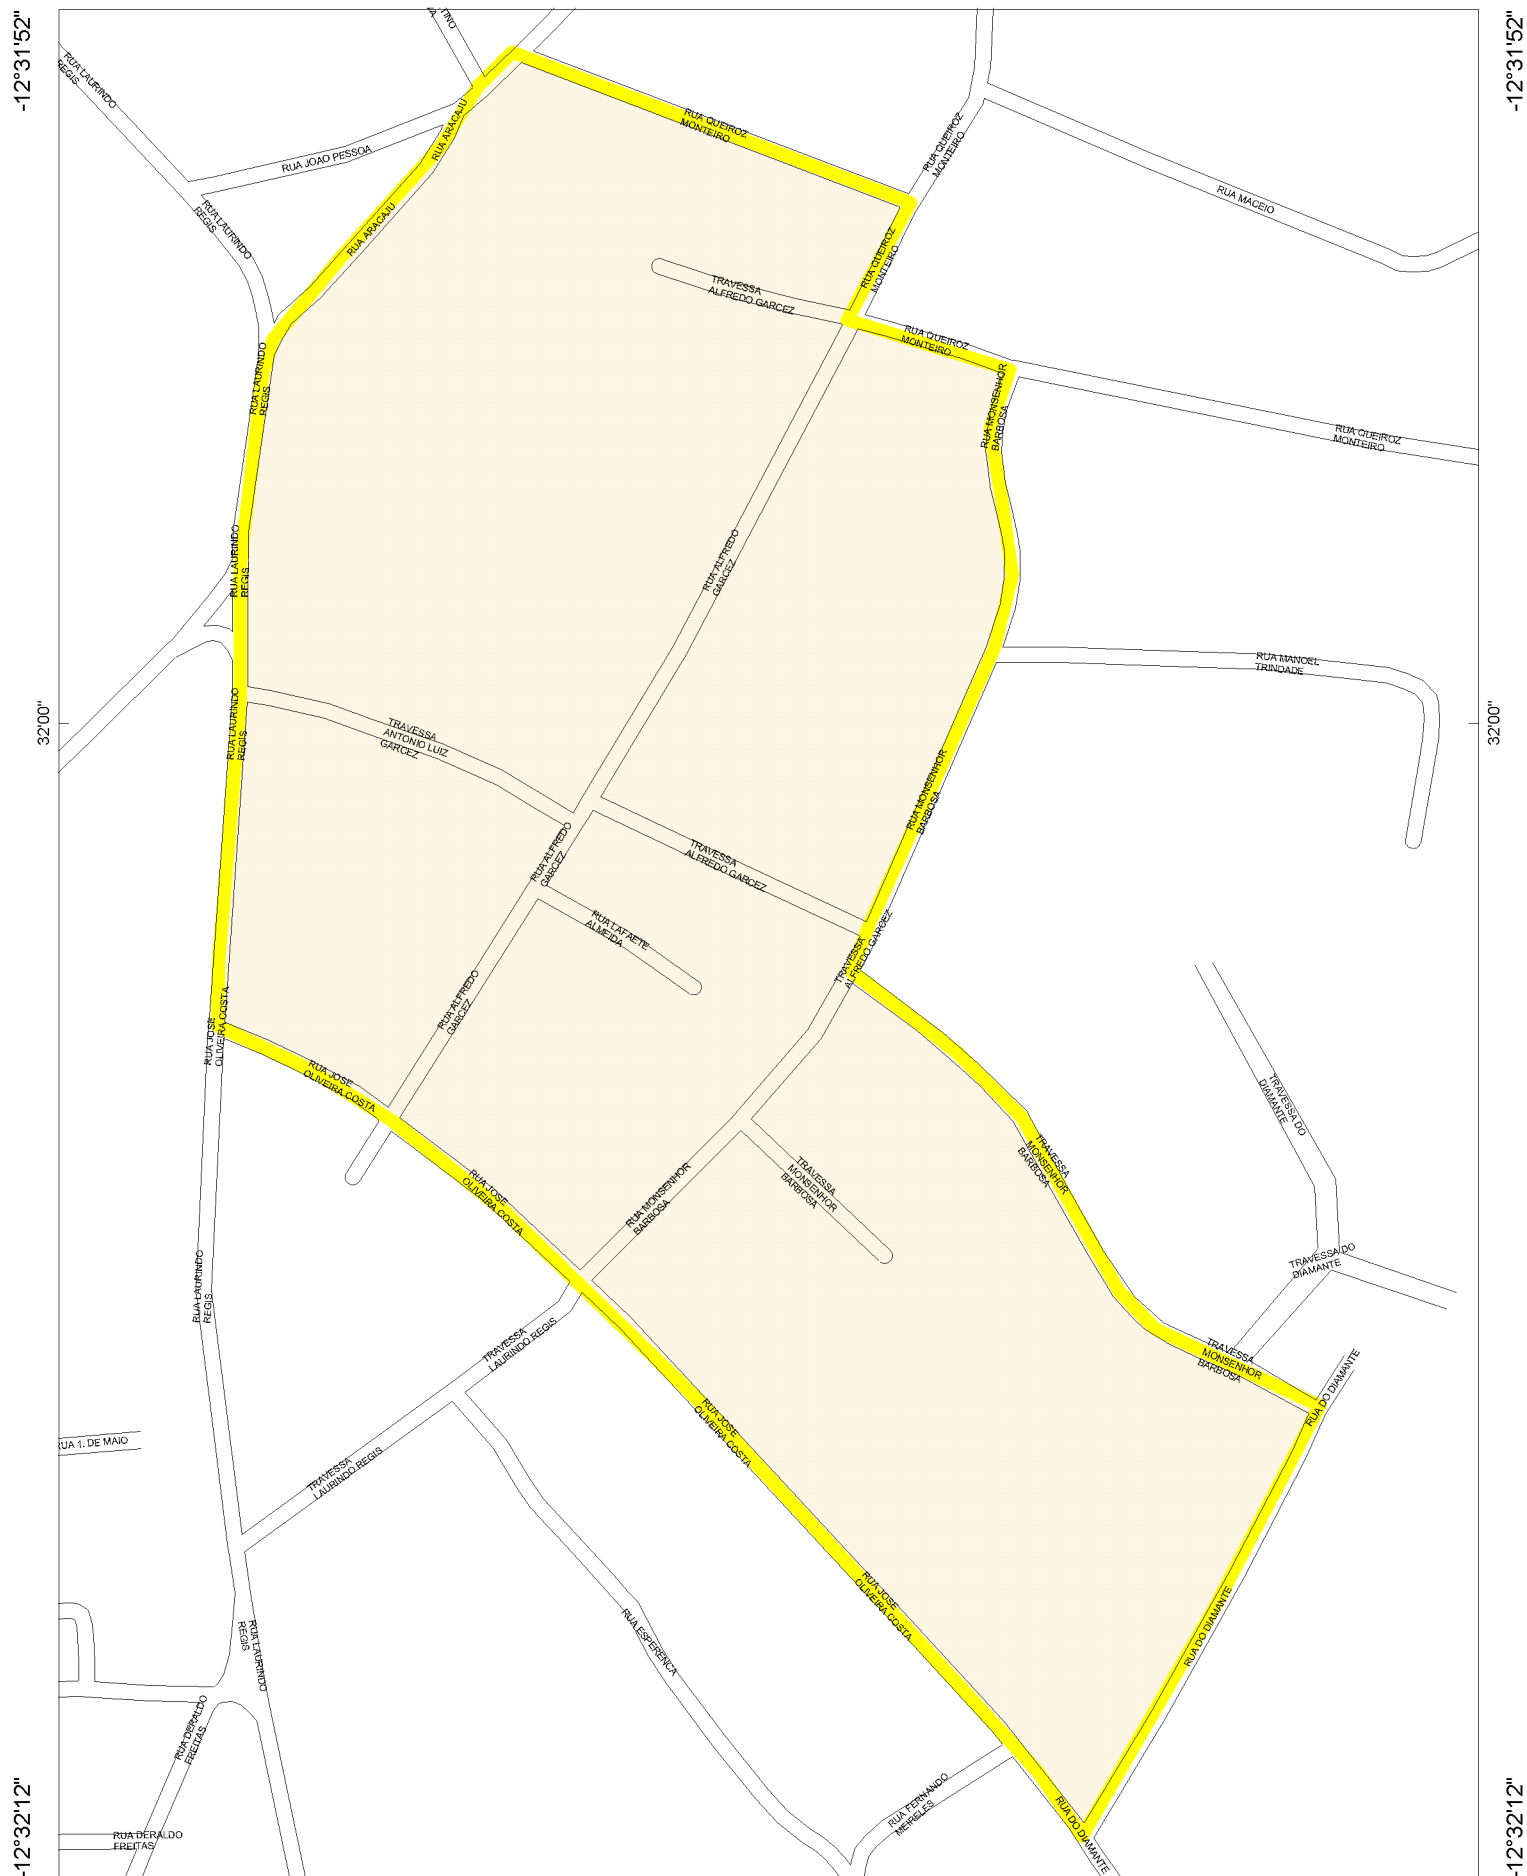 -12°31'52"
-12°31'52"
TINO
RUA LAURINDO
REGIS
RUA ARACAJU
RUA QUEIROZ
MONTEIRO
RUA QUEIROZ
MONTEIRO
RUA JOAO PESSOA
RUA MACEIO
RUA LAURINDO
REGIS
RUA ARACAJU
RUA QUEIROZ
MONTEIRO
TRAVESSA
ALFREDO GARCEZ
RUA QUEIROZ
MONTEIRO
RUA LAURINDO
REGIS
RUA MONSENHOR
BARBOSA
RUA QUEIROZ
MONTEIRO
RUA LAURINDO
REGIS
RUA ALFREDO
GARCEZ
RUA MANOEL
TRINDADE
32'00"
32'00"
RUA LAURINDO
REGIS
TRAVESSA
ANTONIO LUIZ
GARCEZ
RUA MONSENHOR
BARBOSA
RUA ALFREDO
GARCEZ
TRAVESSA
ALFREDO GARCEZ
RUA LAFAETE
ALMEIDA
TRAVESSA
ALFREDO GARCEZ
RUA ALFREDO
GARCEZ
RUA JOSE
OLIVEIRA COSTA
RUA JOSE
OLIVEIRA COSTA
TRAVESSA DO
DIAMANTE
TRAVESSA
MONSENHOR
BARBOSA
RUA JOSE
OLIVEIRA COSTA
RUA MONSENHOR
BARBOSA
TRAVESSA
MONSENHOR
BARBOSA
RUA LAURINDO
REGIS
TRAVESSA DO
DIAMANTE
TRAVESSA
LAURINDO REGIS
TRAVESSA
MONSENHOR
BARBOSA
RUA DO DIAMANTE
RUA JOSE
OLIVEIRA COSTA
RUA 1. DE MAIO
TRAVESSA
LAURINDO REGIS
RUA JOSE
OLIVEIRA COSTA
RUA DO DIAMANTE
RUA ESPERENCA
RUA LAURINDO
REGIS
RUA DERALDO
FREITAS
RUA FERNANDO
MEIRELES
RUA DO DIAMANTE
RUA DERALDO
FREITAS
-12°32'12"
-12°32'12"